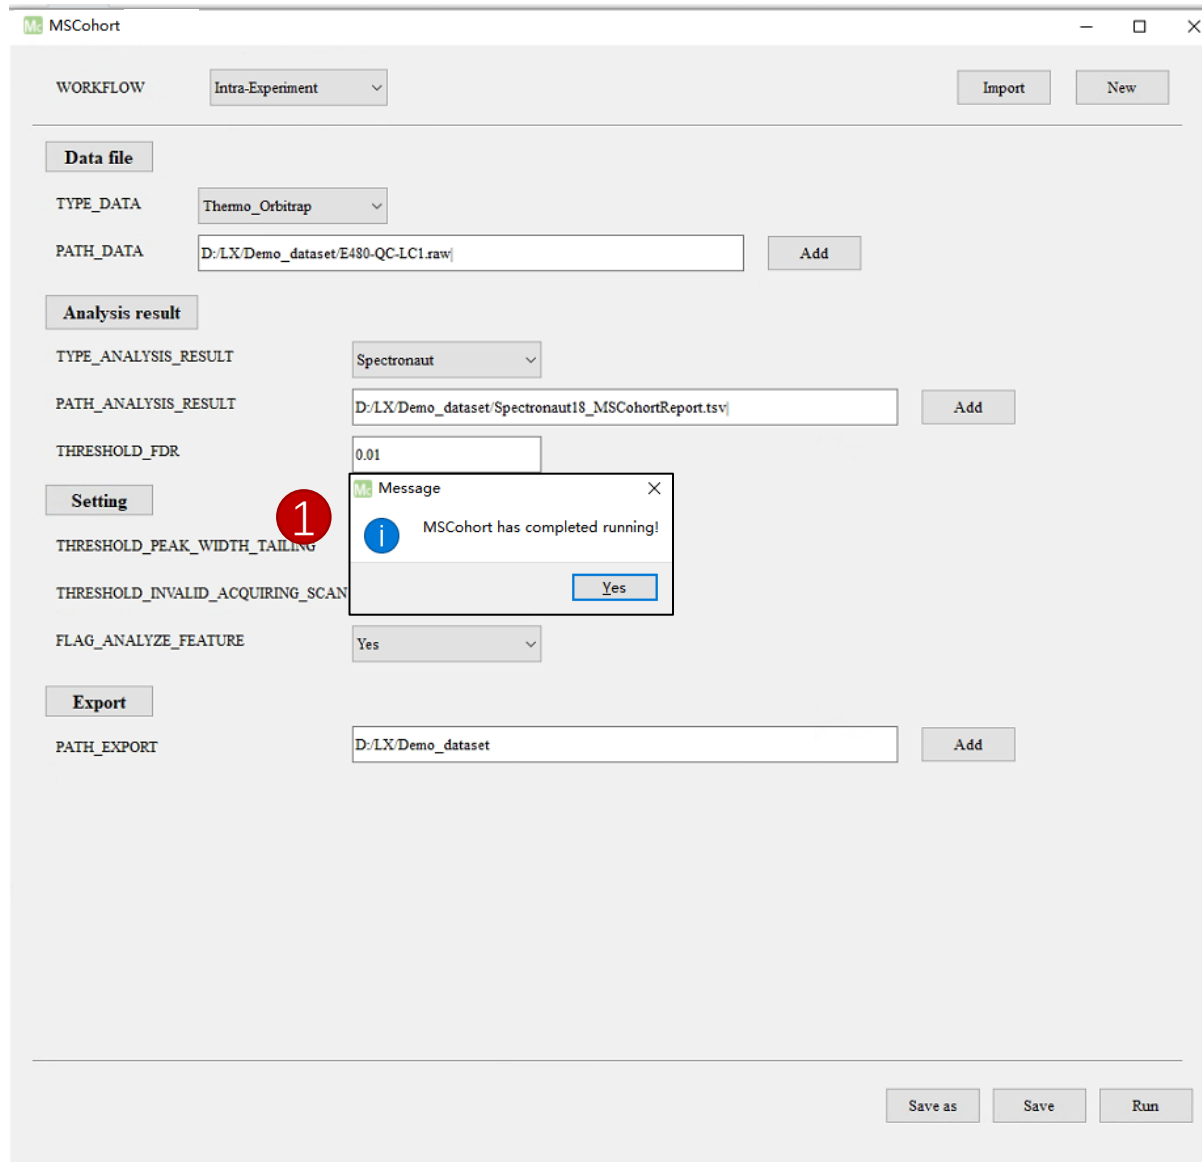 Mc MSCohort
WORKFLOW Intra-Experiment Import New
Data file
TYPE_DATA Thermo_Orbitrap
PATH_DATA D:/LX/Demo_dataset/E480-QC-LC1.raw Add
Analysis result
TYPE_ANALYSIS_RESULT Spectronaut
PATH_ANALYSIS_RESULT D:/LX/Demo_dataset/Spectronaut18_MSCohortReport.tsv Add
THRESHOLD_FDR 0.01
Setting
1
Mc Message
MSCohort has completed running!
Yes
THRESHOLD_PEAK_WIDTH_TAILING
THRESHOLD_INVALID_ACQUIRING_SCAN
FLAG_ANALYZE_FEATURE Yes
Export
PATH_EXPORT D:/LX/Demo_dataset Add
Save as Save Run